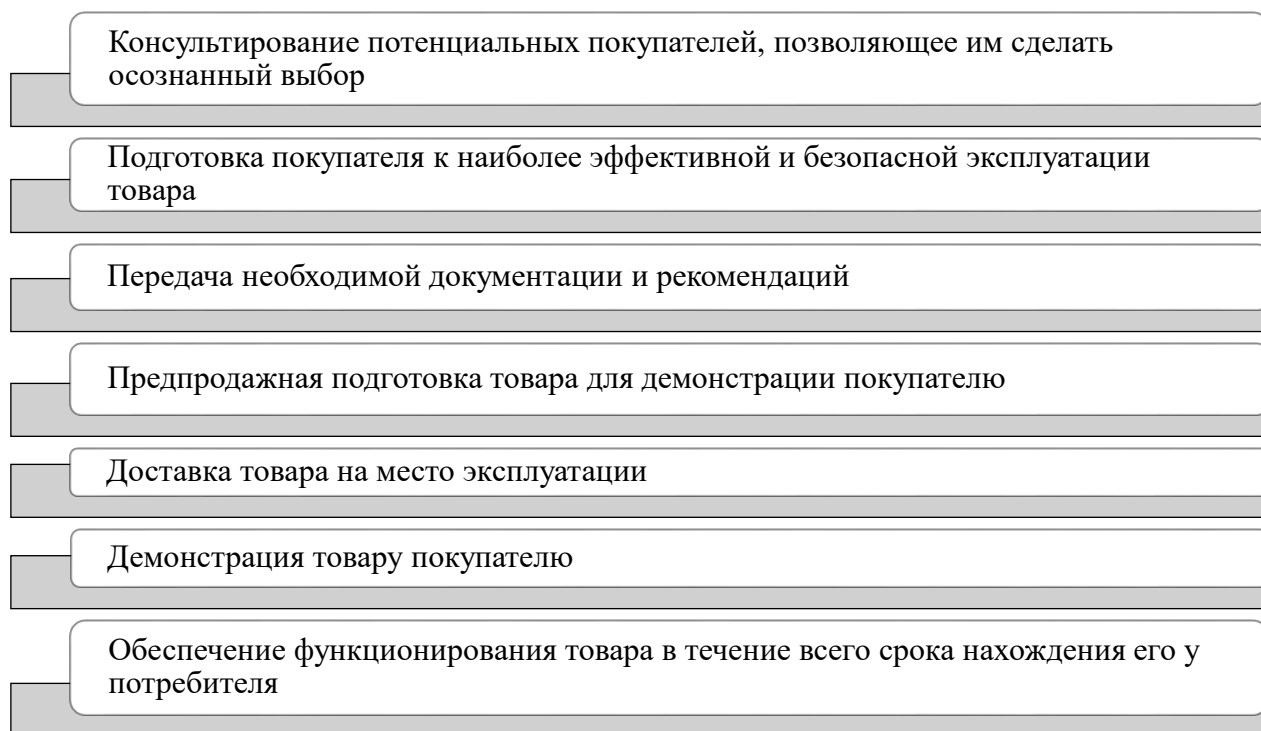 Консультирование потенциальных покупателей, позволяющее им сделать
осознанный выбор
Подготовка покупателя к наиболее эффективной и безопасной эксплуатации
товара
Передача необходимой документации и рекомендаций
Предпродажная подготовка товара для демонстрации покупателю
Доставка товара на место эксплуатации
Демонстрация товару покупателю
Обеспечение функционирования товара в течение всего срока нахождения его у
потребителя